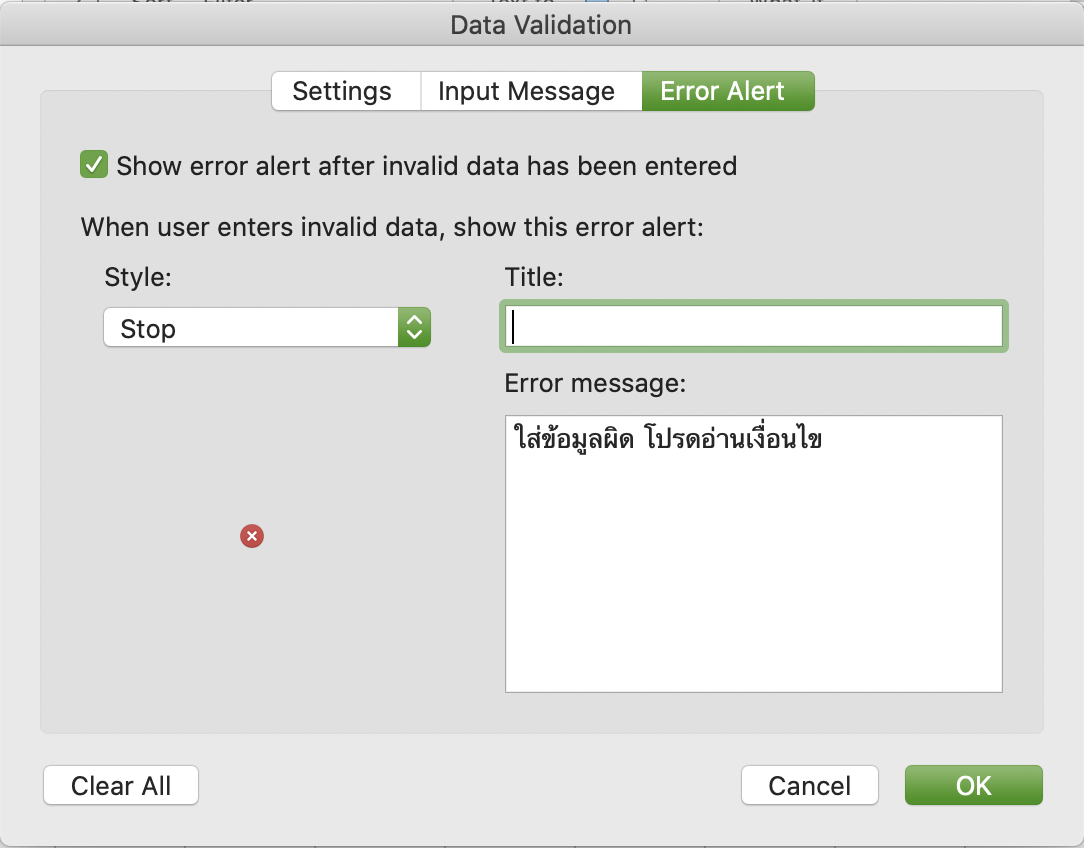 Data Validation
Settings
Input Message
Error Alert
Show error alert after invalid data has been entered
When user enters invalid data, show this error alert:
Style:
Title:
Stop
Error message:
ใส่ข้อมูลผิด โปรดอ่านเงื่อนไข
Clear All
Cancel
OK